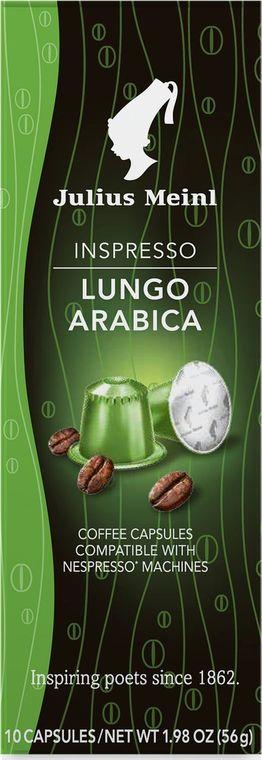 Julius Meinl
INSPRESSO
LUNGO
ARABICA
COFFEE CAPSULES
COMPATIBLE WITH
NESPRESSO* MACHINES
Inspiring poets since 1862.
10 CAPSULES/NET WT 1.98 OZ (56g)